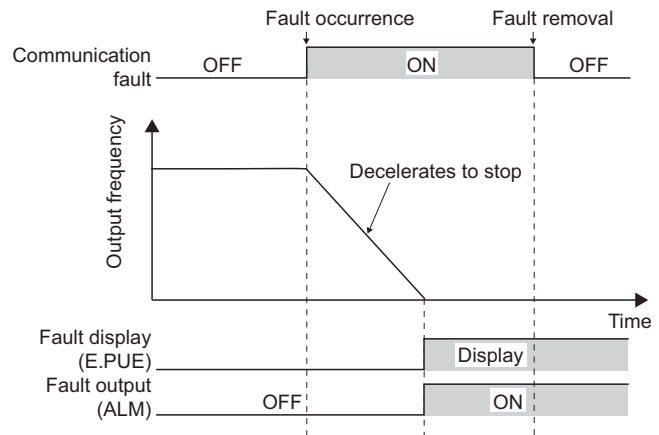 Fault occurrence
Fault removal
Communication
fault
OFF
ON
OFF
Output frequency
Decelerates to stop
Time
Fault display
(E.PUE)
Display
Fault output
(ALM)
OFF
ON